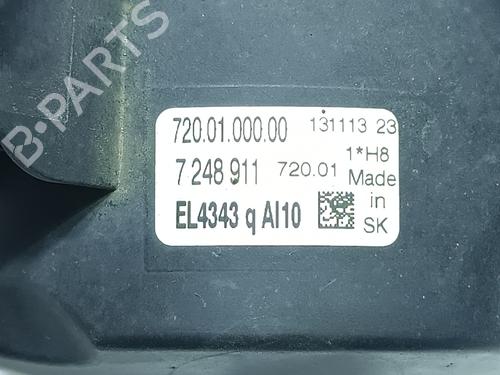 B-PARTS
720.01.000.00 131113 23
1*H8
7 248 911 720.01 Made
in
EL4343 q AI10 SK